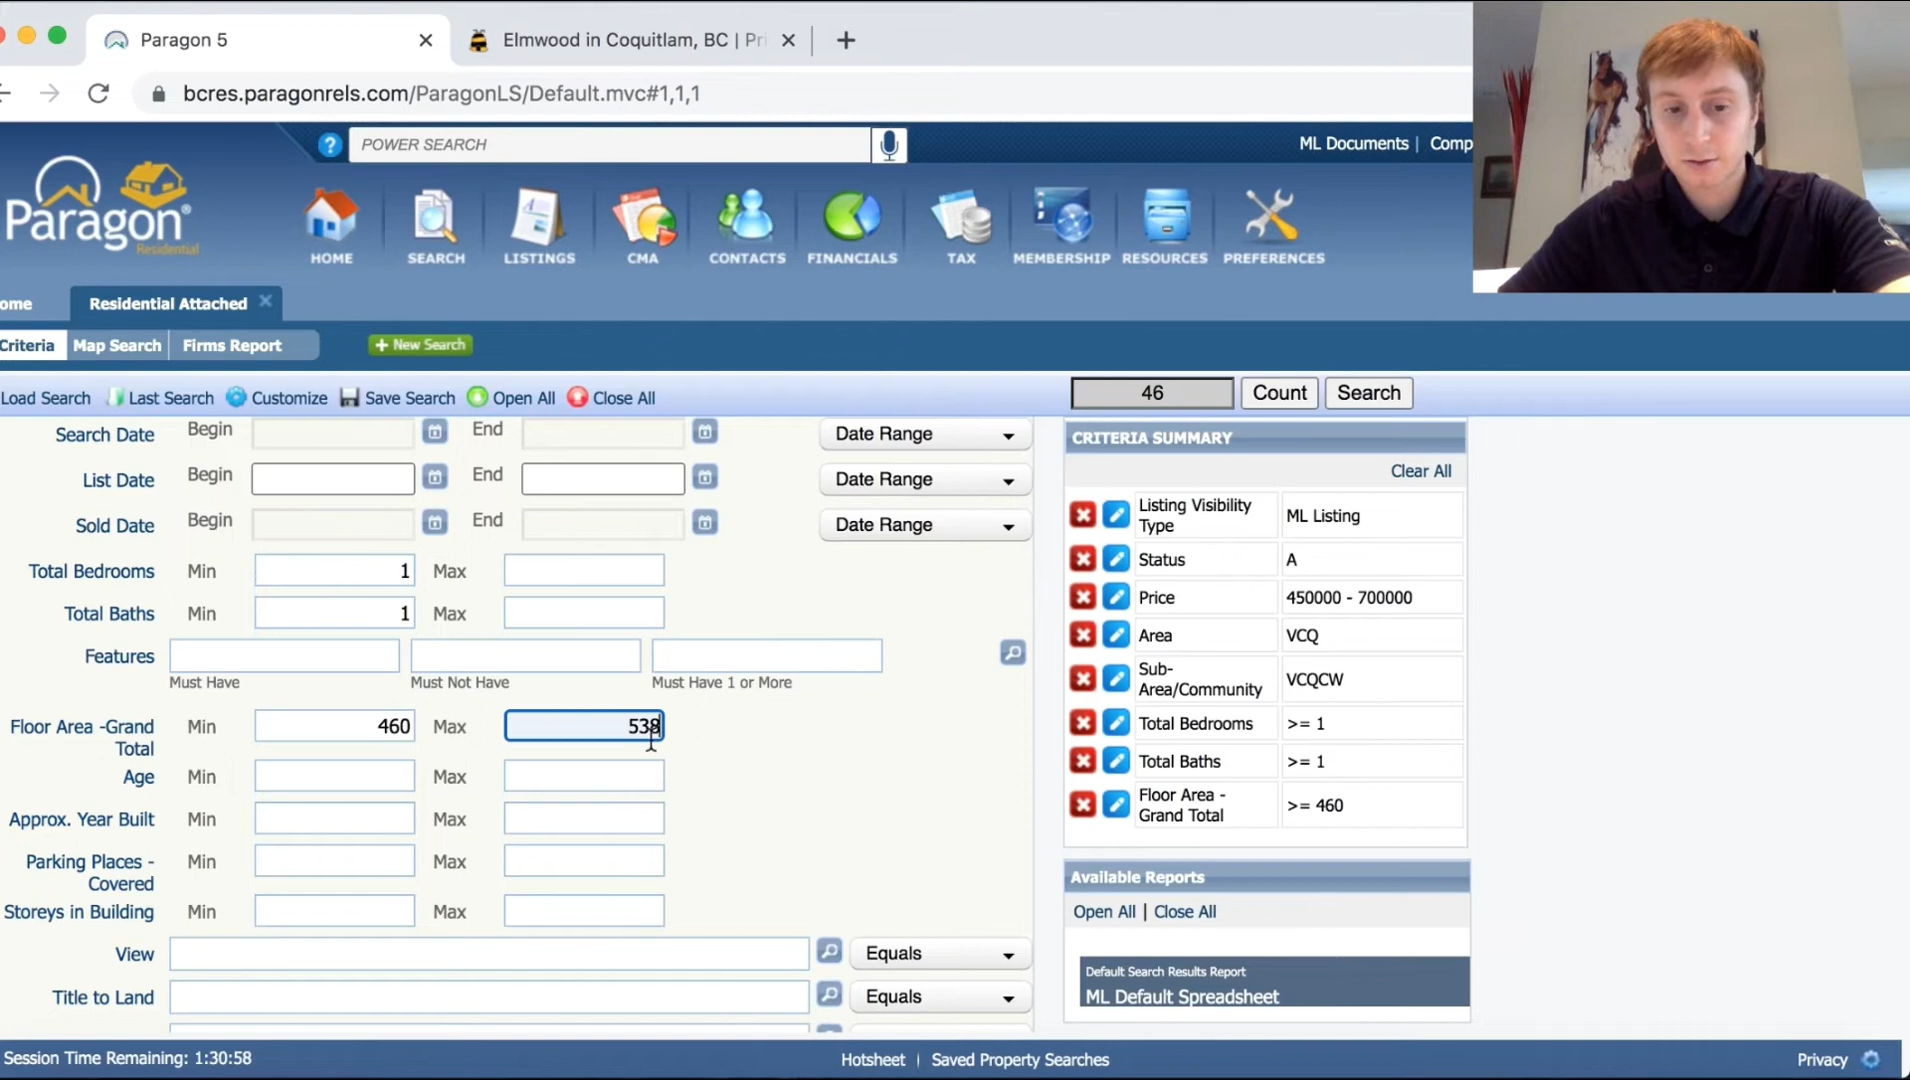 Paragon 5
Elmwood in Coquitlam, BC | Pri
bcres.paragonrels.com/ParagonLS/Default.mvc#1,1,1
POWER SEARCH
ML Documents | Comp
Paragon®
Residential
HOME SEARCH LISTINGS CMA CONTACTS FINANCIALS TAX MEMBERSHIP RESOURCES PREFERENCES
ome Residential Attached
Criteria Map Search Firms Report + New Search
Load Search Last Search Customize Save Search Open All Close All
46 Count Search
Search Date Begin End Date Range
List Date Begin End Date Range
Sold Date Begin End Date Range
Total Bedrooms Min 1 Max
Total Baths Min 1 Max
Features
Must Have Must Not Have Must Have 1 or More
Floor Area -Grand Total Min 460 Max 538
Age Min Max
Approx. Year Built Min Max
Parking Places - Covered Min Max
Storeys in Building Min Max
View Equals
Title to Land Equals
CRITERIA SUMMARY
Clear All
Listing Visibility Type ML Listing
Status A
Price 450000 - 700000
Area VCQ
Sub-Area/Community VCQCW
Total Bedrooms >= 1
Total Baths >= 1
Floor Area - Grand Total >= 460
Available Reports
Open All | Close All
Default Search Results Report
ML Default Spreadsheet
Session Time Remaining: 1:30:58
Hotsheet | Saved Property Searches
Privacy